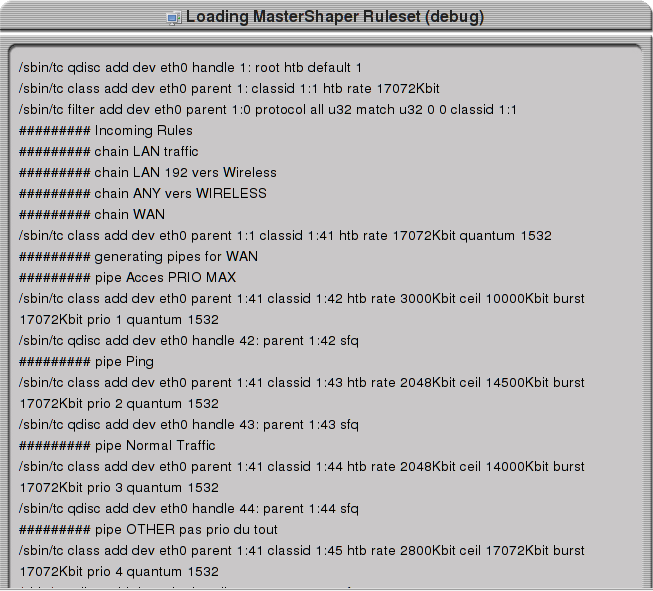 Loading MasterShaper Ruleset (debug)
/sbin/tc qdisc add dev eth0 handle 1: root htb default 1
/sbin/tc class add dev eth0 parent 1: classid 1:1 htb rate 17072Kbit
/sbin/tc filter add dev eth0 parent 1:0 protocol all u32 match u32 0 0 classid 1:1
######### Incoming Rules
######### chain LAN traffic
######### chain LAN 192 vers Wireless
######### chain ANY vers WIRELESS
######### chain WAN
/sbin/tc class add dev eth0 parent 1:1 classid 1:41 htb rate 17072Kbit quantum 1532
######### generating pipes for WAN
######### pipe Acces PRIO MAX
/sbin/tc class add dev eth0 parent 1:41 classid 1:42 htb rate 3000Kbit ceil 10000Kbit burst
17072Kbit prio 1 quantum 1532
/sbin/tc qdisc add dev eth0 handle 42: parent 1:42 sfq
######### pipe Ping
/sbin/tc class add dev eth0 parent 1:41 classid 1:43 htb rate 2048Kbit ceil 14500Kbit burst
17072Kbit prio 2 quantum 1532
/sbin/tc qdisc add dev eth0 handle 43: parent 1:43 sfq
######### pipe Normal Traffic
/sbin/tc class add dev eth0 parent 1:41 classid 1:44 htb rate 2048Kbit ceil 14000Kbit burst
17072Kbit prio 3 quantum 1532
/sbin/tc qdisc add dev eth0 handle 44: parent 1:44 sfq
######### pipe OTHER pas prio du tout
/sbin/tc class add dev eth0 parent 1:41 classid 1:45 htb rate 2800Kbit ceil 17072Kbit burst
17072Kbit prio 4 quantum 1532